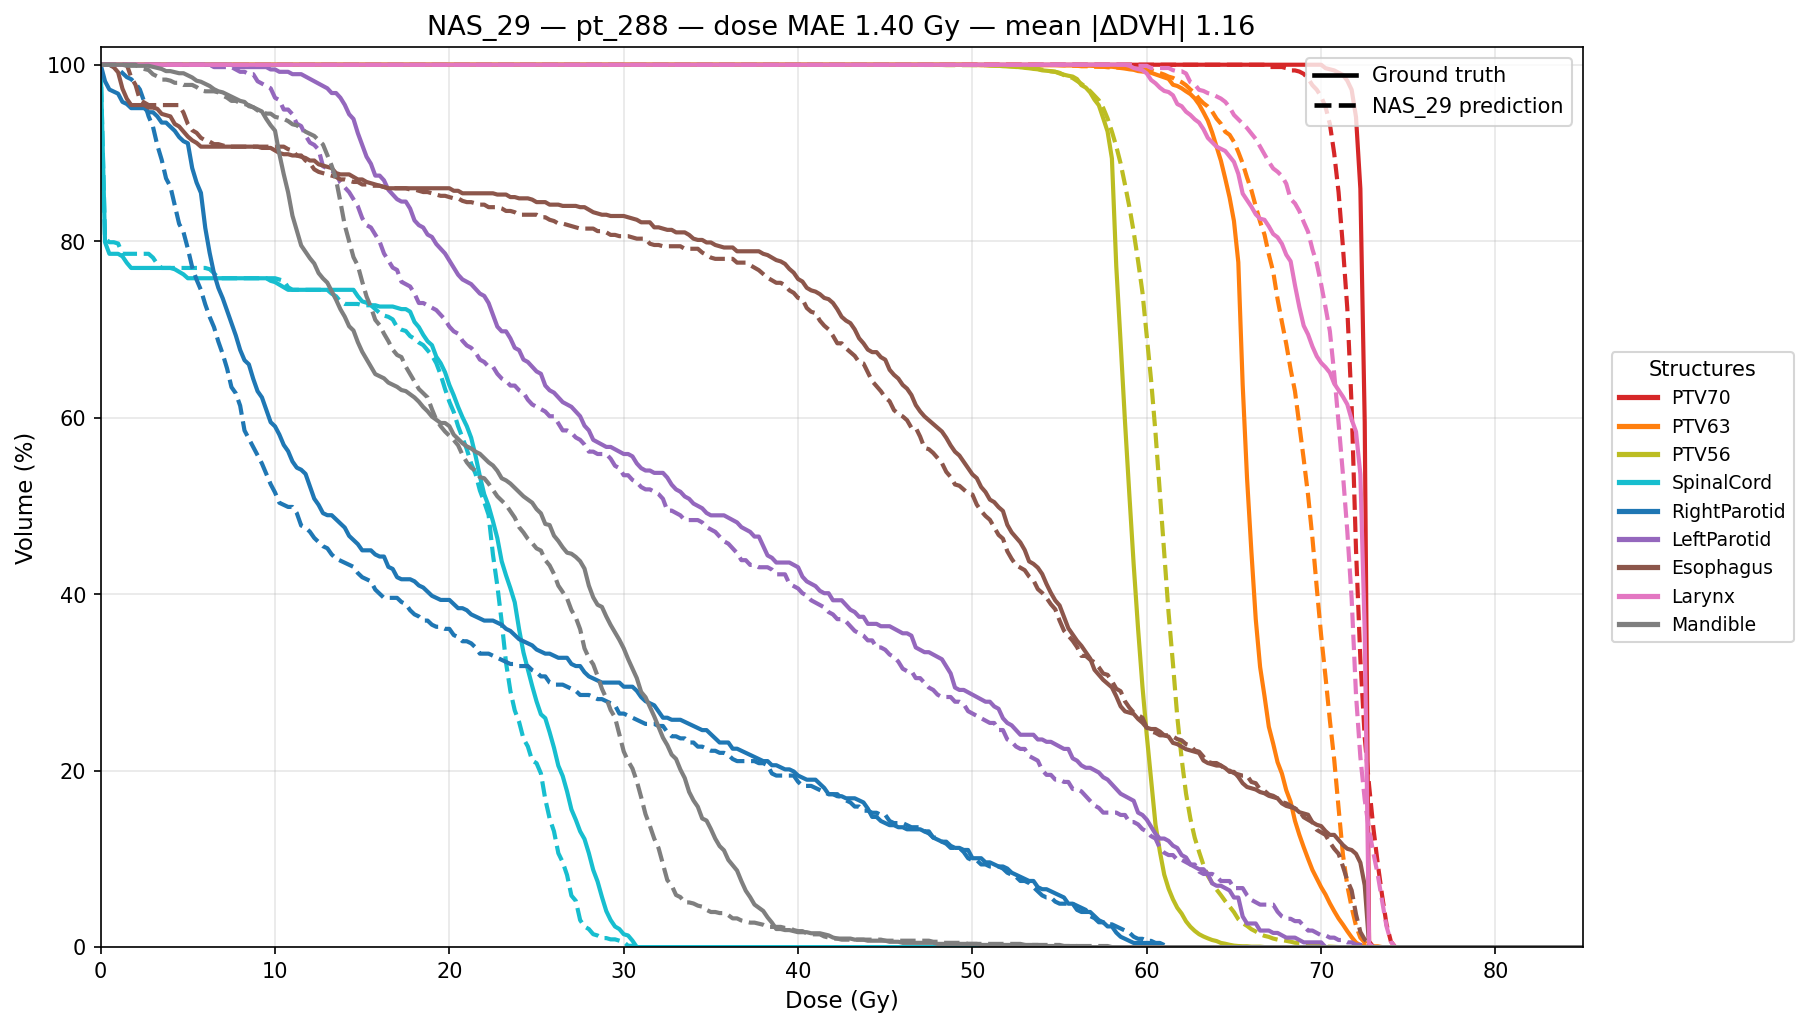 NAS_29 — pt_288 — dose MAE 1.40 Gy — mean |ΔDVH| 1.16
Ground truth
NAS_29 prediction
Volume (%)
100
80
60
40
20
0
0 10 20 30 40 50 60 70 80
Dose (Gy)
Structures
PTV70
PTV63
PTV56
SpinalCord
RightParotid
LeftParotid
Esophagus
Larynx
Mandible